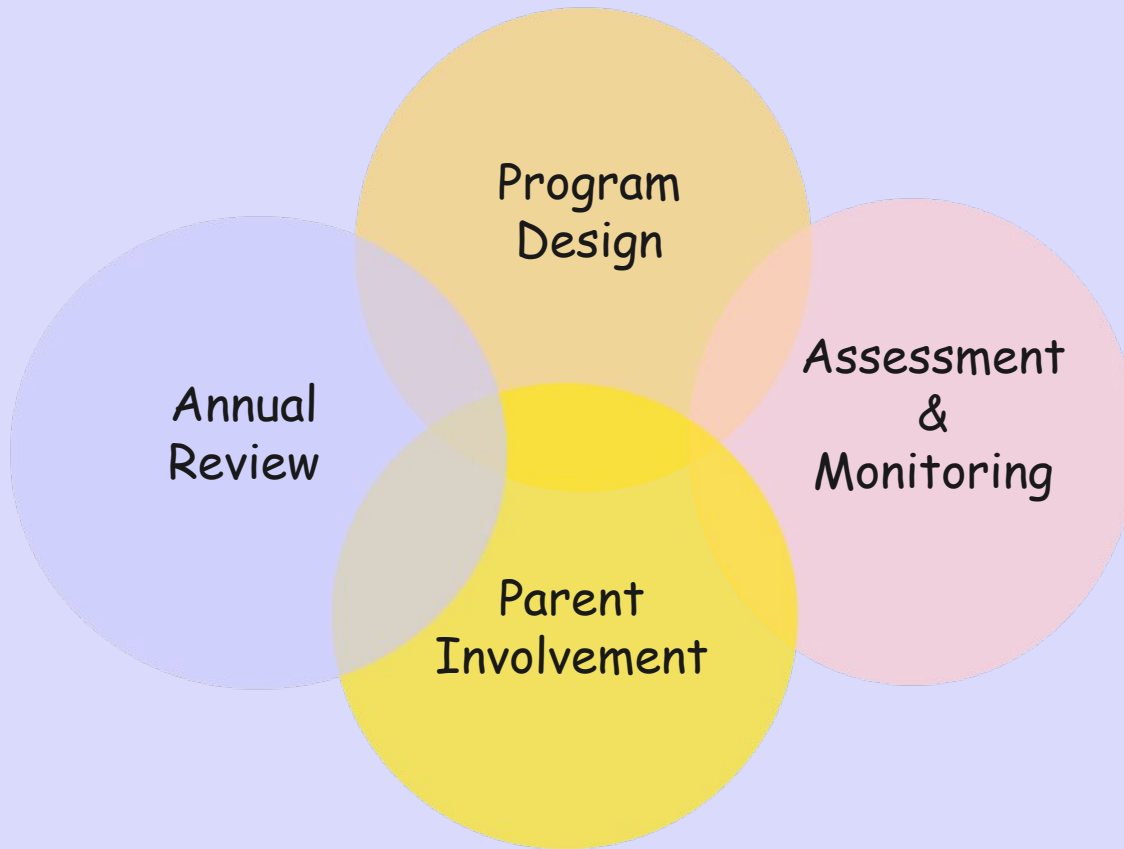 Program
Design
Annual
Review
Assessment
&
Monitoring
Parent
Involvement